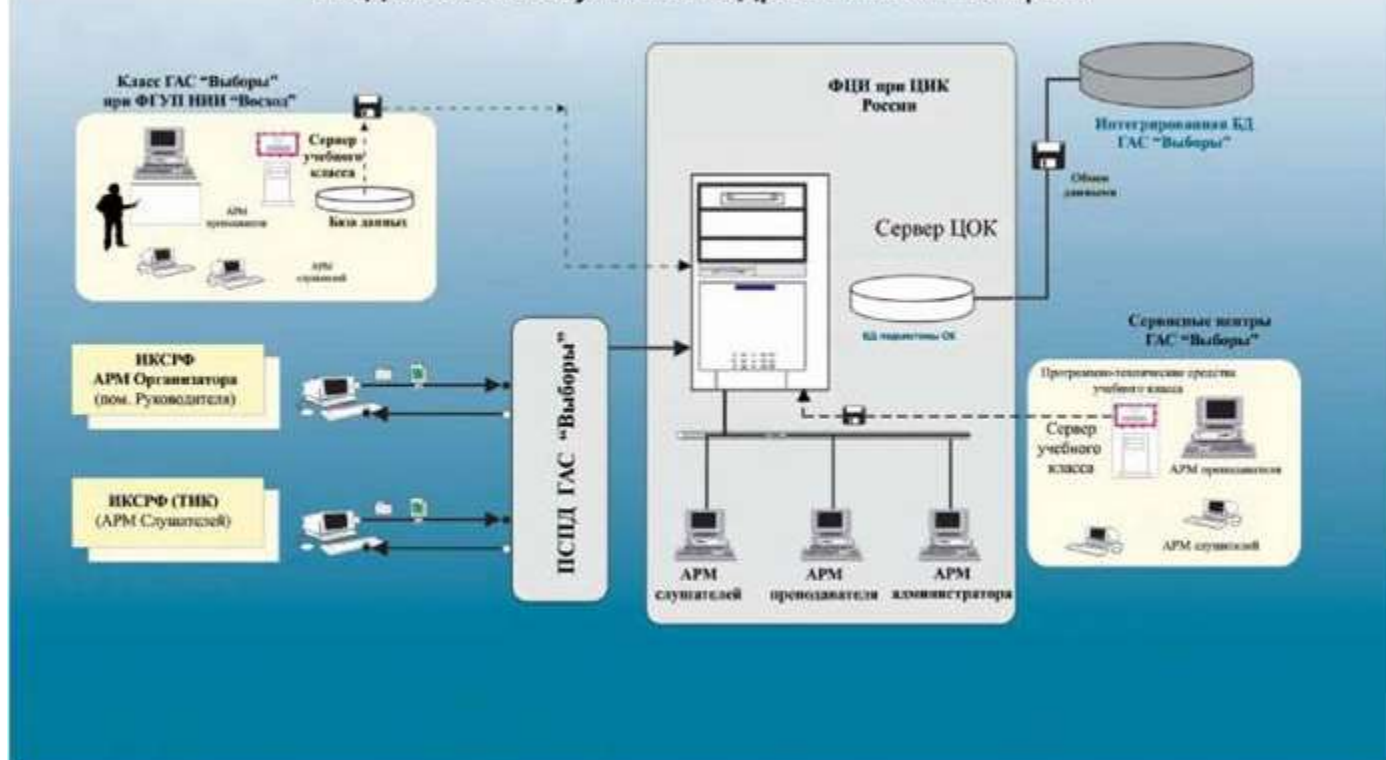 Класс ГАС “Выборы”
при ФГУП НИИ “Восход”
Сервер
учебного
класса
АРМ
преподавателя
База данных
АРМ
слушателей
ФЦИ при ЦИК
России
Интегрированная БД
ГАС “Выборы”
Обмен
данными
Сервер ЦОК
БД подсистемы ОК
ИКСРФ
АРМ Организатора
(пом. Руководителя)
ИКСРФ (ТИК)
(АРМ Слушателей)
ПСПД ГАС “Выборы”
Сервисные центры
ГАС “Выборы”
Программно-технические средства
учебного класса
Сервер
учебного
класса
АРМ преподавателя
АРМ слушателей
АРМ
слушателей
АРМ
преподавателя
АРМ
администратора